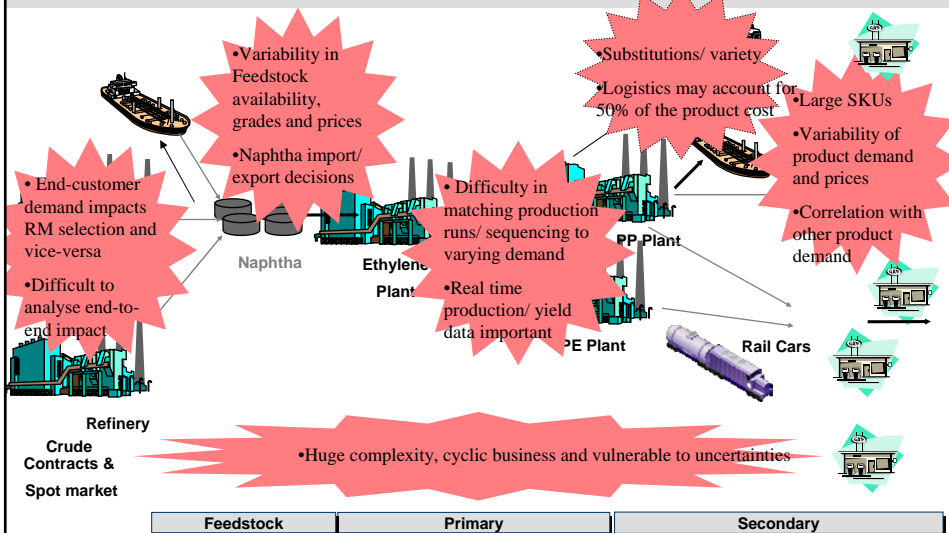 •Variability in
Feedstock
availability,
grades and prices
•Naphtha import/
export decisions
•Substitutions/ variety
•Logistics may account for
50% of the product cost
•Large SKUs
•Variability of
product demand
and prices
•Correlation with
other product
demand
• End-customer
demand impacts
RM selection and
vice-versa
•Difficult to
analyse end-to-
end impact
• Difficulty in
matching production
runs/ sequencing to
varying demand
•Real time
production/ yield
data important
Naphtha
Ethylene
Plant
PP Plant
PE Plant
Rail Cars
Refinery
Crude
Contracts &
Spot market
•Huge complexity, cyclic business and vulnerable to uncertainties
Feedstock
Primary
Secondary